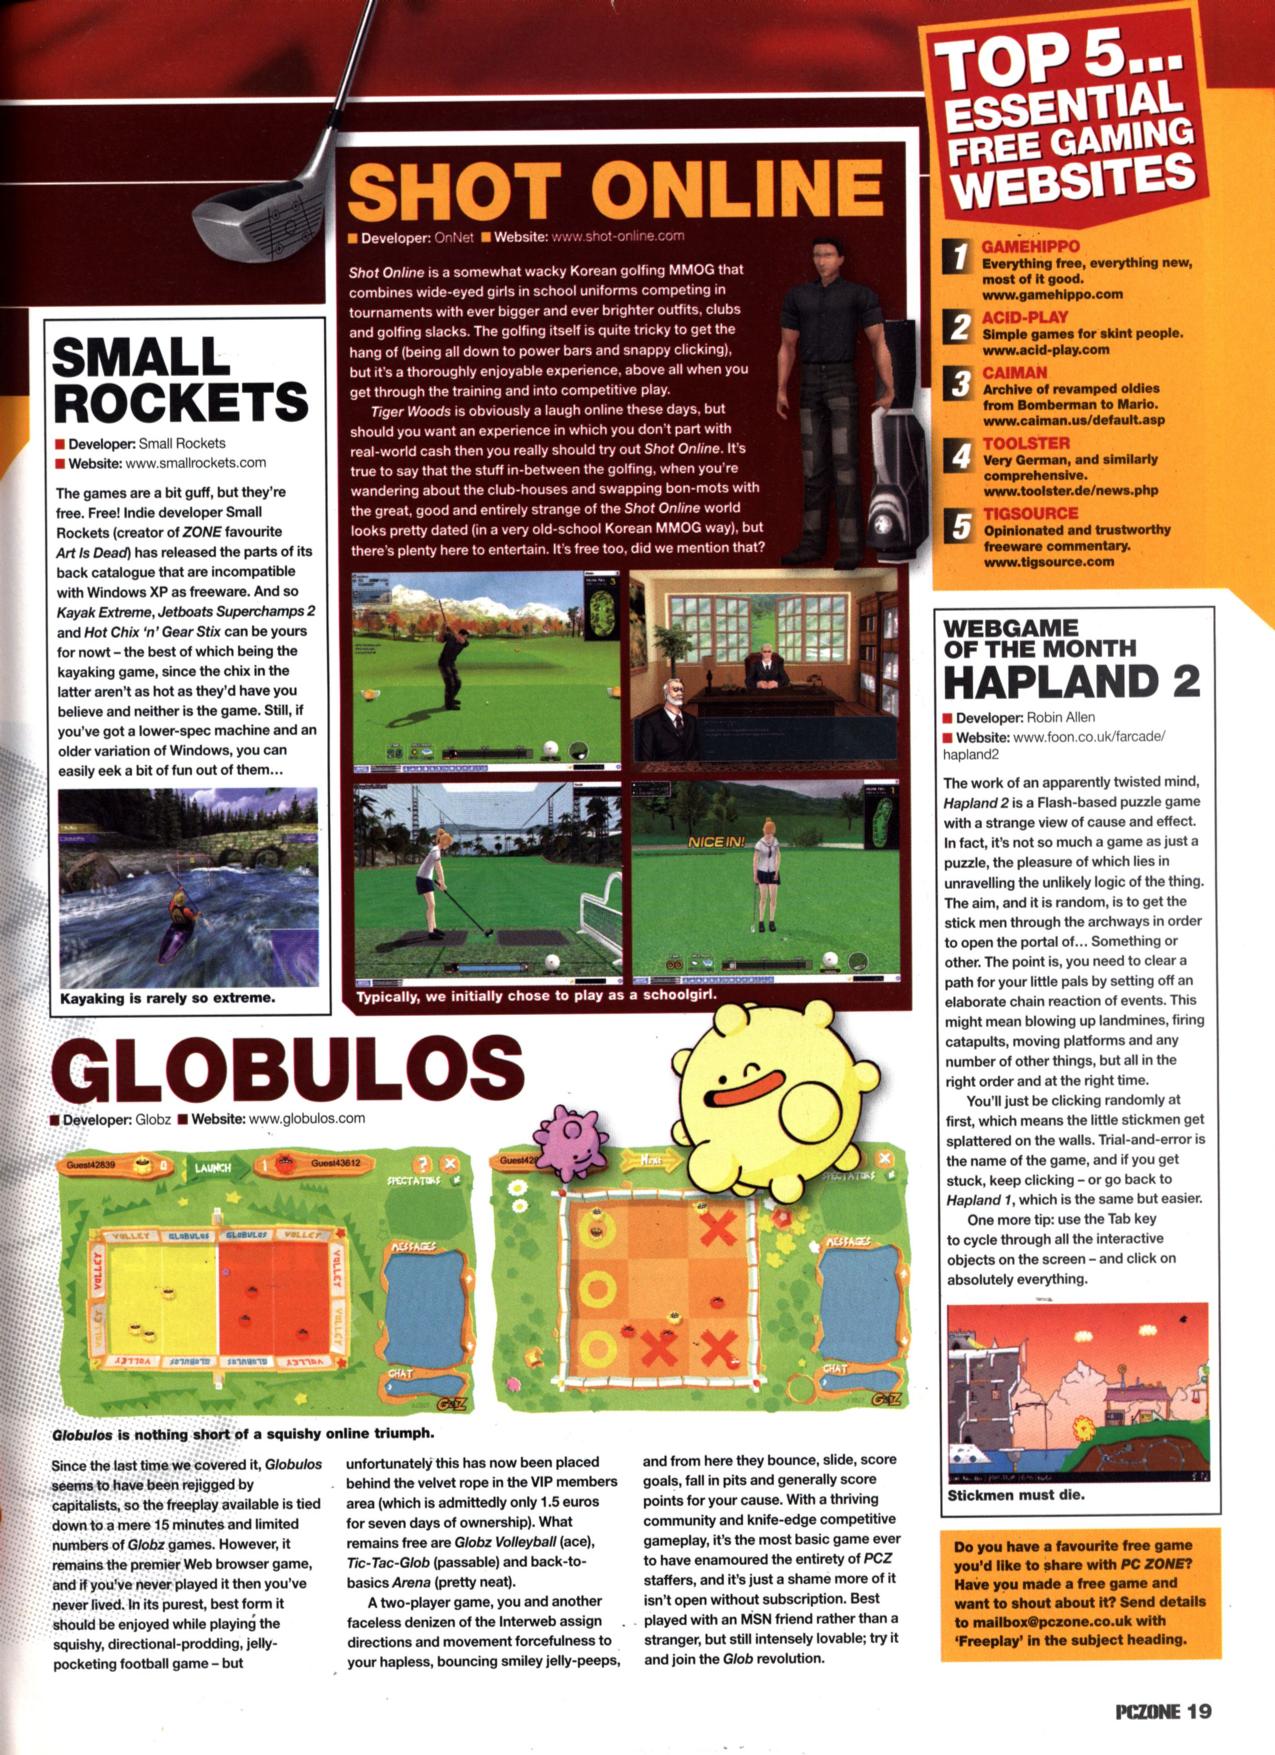 SHOT ONLINE
Developer: OnNet Website: www.shot-online.com
Shot Online is a somewhat wacky Korean golfing MMOG that
combines wide-eyed girls in school uniforms competing in
tournaments with ever bigger and ever brighter outfits, clubs
and golfing slacks. The golfing itself is quite tricky to get the
hang of (being all down to power bars and snappy clicking),
but it's a thoroughly enjoyable experience, above all when you
get through the training and into competitive play.
Tiger Woods is obviously a laugh online these days, but
should you want an experience in which you don't part with
real-world cash then you really should try out Shot Online. It's
true to say that the stuff in-between the golfing, when you're
wandering about the club-houses and swapping bon-mots with
the great, good and entirely strange of the Shot Online world
looks pretty dated (in a very old-school Korean MMOG way), but
there's plenty here to entertain. It's free too, did we mention that?
NICE IN!
Typically, we initially chose to play as a schoolgirl.
SMALL
ROCKETS
Developer: Small Rockets
Website: www.smallrockets.com
The games are a bit guff, but they're
free. Free! Indie developer Small
Rockets (creator of ZONE favourite
Art Is Dead) has released the parts of its
back catalogue that are incompatible
with Windows XP as freeware. And so
Kayak Extreme, Jetboats Superchamps 2
and Hot Chix 'n' Gear Stix can be yours
for nowt – the best of which being the
kayaking game, since the chix in the
latter aren't as hot as they'd have you
believe and neither is the game. Still, if
you've got a lower-spec machine and an
older variation of Windows, you can
easily eek a bit of fun out of them...
Kayaking is rarely so extreme.
GLOBULOS
Developer: Globz Website: www.globulos.com
Guest42839 0 LAUNCH 1 Guest43612 ? X
SPECTATORS
VOLLEY GLOBULOS GLOBULOS VOLLEY
VOLLEY
VOLLEY
VOLLEY
VOLLEY
VOLLEY GLOBULOS GLOBULOS VOLLEY
MESSAGES
CHAT
GLOBZ
Guest428
Next
SPECTATORS
MESSAGES
CHAT
GLOBZ
Globulos is nothing short of a squishy online triumph.
Since the last time we covered it, Globulos
seems to have been rejigged by
capitalists, so the freeplay available is tied
down to a mere 15 minutes and limited
numbers of Globz games. However, it
remains the premier Web browser game,
and if you've never played it then you've
never lived. In its purest, best form it
should be enjoyed while playing the
squishy, directional-prodding, jelly-
pocketing football game – but
unfortunately this has now been placed
behind the velvet rope in the VIP members
area (which is admittedly only 1.5 euros
for seven days of ownership). What
remains free are Globz Volleyball (ace),
Tic-Tac-Glob (passable) and back-to-
basics Arena (pretty neat).
A two-player game, you and another
faceless denizen of the Interweb assign
directions and movement forcefulness to
your hapless, bouncing smiley jelly-peeps,
and from here they bounce, slide, score
goals, fall in pits and generally score
points for your cause. With a thriving
community and knife-edge competitive
gameplay, it's the most basic game ever
to have enamoured the entirety of PCZ
staffers, and it's just a shame more of it
isn't open without subscription. Best
played with an MSN friend rather than a
stranger, but still intensely lovable; try it
and join the Glob revolution.
TOP 5...
ESSENTIAL
FREE GAMING
WEBSITES
1 GAMEHIPPO
Everything free, everything new,
most of it good.
www.gamehippo.com
2 ACID-PLAY
Simple games for skint people.
www.acid-play.com
3 CAIMAN
Archive of revamped oldies
from Bomberman to Mario.
www.caiman.us/default.asp
4 TOOLSTER
Very German, and similarly
comprehensive.
www.toolster.de/news.php
5 TIGSOURCE
Opinionated and trustworthy
freeware commentary.
www.tigsource.com
WEBGAME
OF THE MONTH
HAPLAND 2
Developer: Robin Allen
Website: www.foon.co.uk/farcade/
hapland2
The work of an apparently twisted mind,
Hapland 2 is a Flash-based puzzle game
with a strange view of cause and effect.
In fact, it's not so much a game as just a
puzzle, the pleasure of which lies in
unravelling the unlikely logic of the thing.
The aim, and it is random, is to get the
stick men through the archways in order
to open the portal of... Something or
other. The point is, you need to clear a
path for your little pals by setting off an
elaborate chain reaction of events. This
might mean blowing up landmines, firing
catapults, moving platforms and any
number of other things, but all in the
right order and at the right time.
You'll just be clicking randomly at
first, which means the little stickmen get
splattered on the walls. Trial-and-error is
the name of the game, and if you get
stuck, keep clicking – or go back to
Hapland 1, which is the same but easier.
One more tip: use the Tab key
to cycle through all the interactive
objects on the screen – and click on
absolutely everything.
Stickmen must die.
Do you have a favourite free game
you'd like to share with PC ZONE?
Have you made a free game and
want to shout about it? Send details
to mailbox@pczone.co.uk with
'Freeplay' in the subject heading.
PCZONE 19